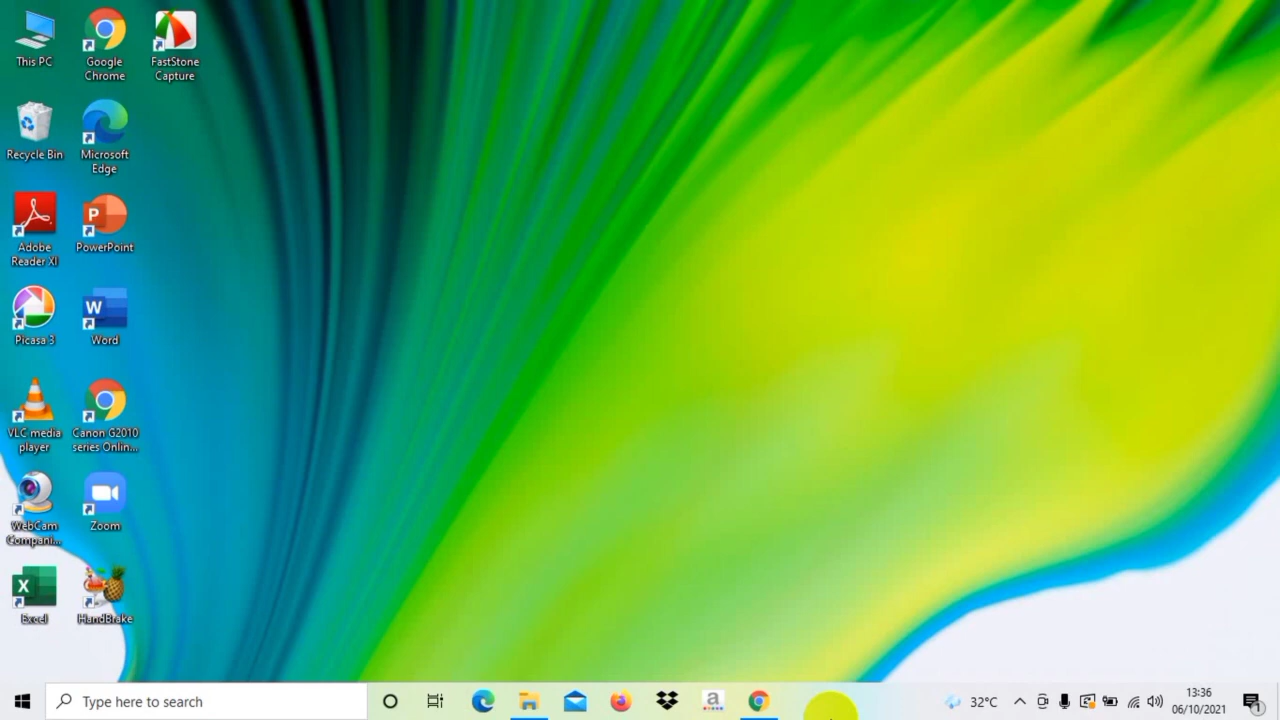 This PC
Google
Chrome
FastStone
Capture
Recycle Bin
Microsoft
Edge
Adobe
Reader XI
PowerPoint
Picasa 3
Word
VLC media
player
Canon G2010
series Onlin...
WebCam
Compani...
Zoom
Excel
HandBrake
Type here to search
32°C
13:36
06/10/2021
1